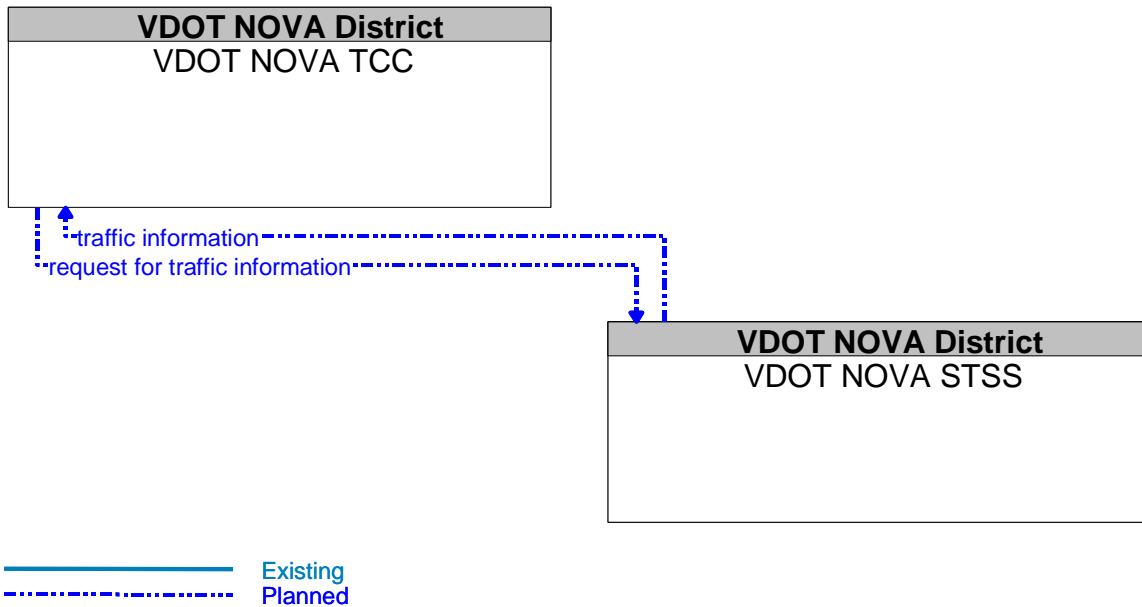 VDOT NOVA District
VDOT NOVA TCC
traffic information
request for traffic information
VDOT NOVA District
VDOT NOVA STSS
Existing
Planned